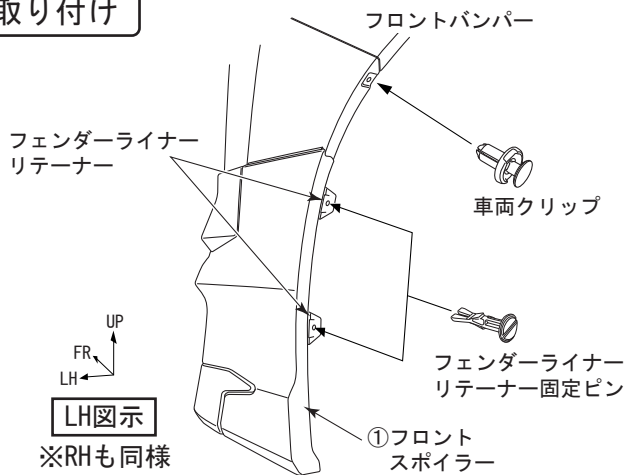 取り付け
フロントバンパー
フェンダーライナー
リテーナー
車両クリップ
UP
FR
LH
フェンダーライナー
リテーナー固定ピン
LH図示
※RHも同様
①フロント
スポイラー